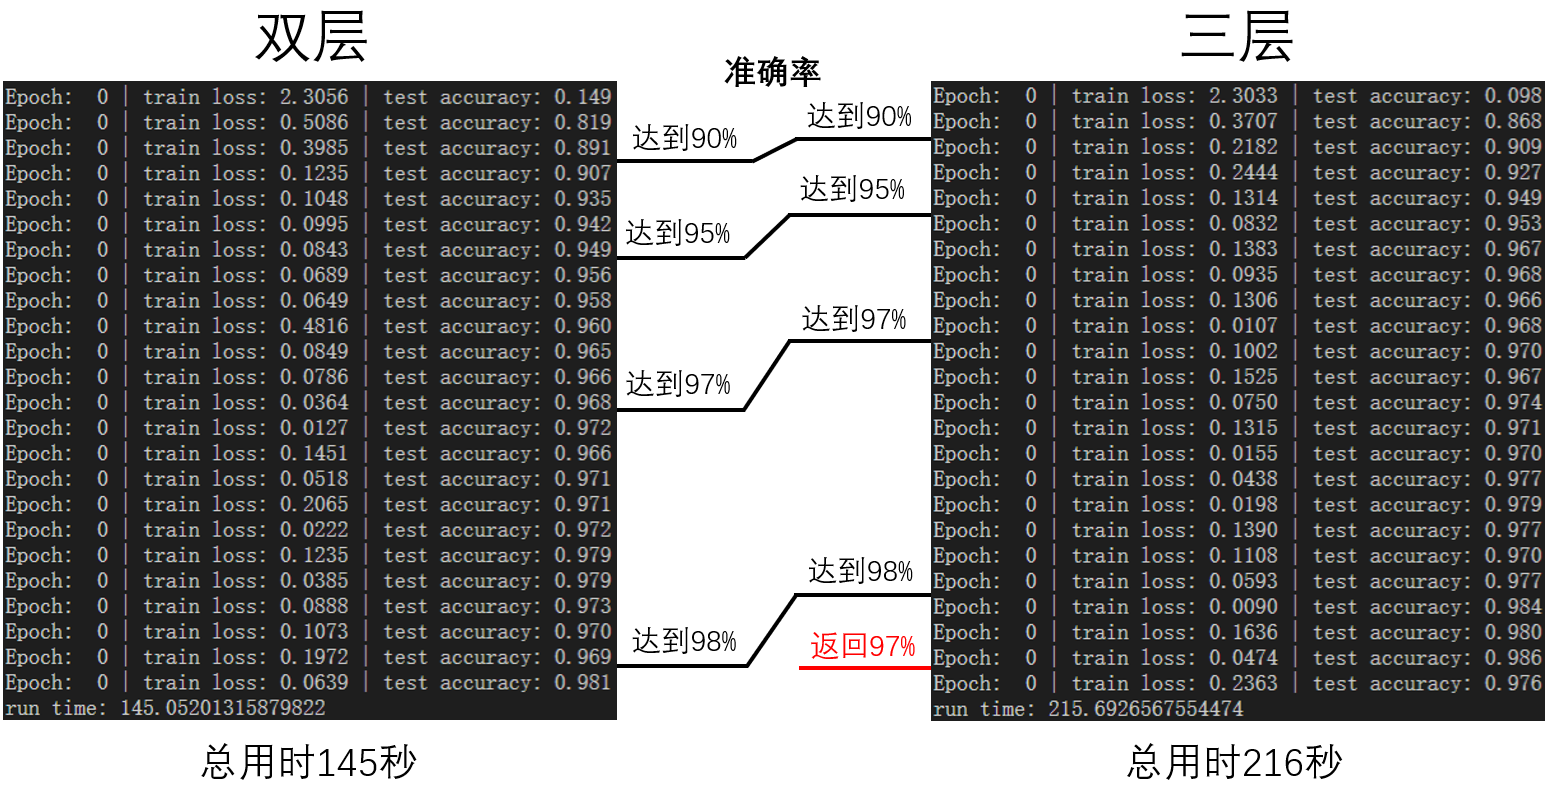 双层
Epoch:  0 | train loss: 2.3056 | test accuracy: 0.149
Epoch:  0 | train loss: 0.5086 | test accuracy: 0.819
Epoch:  0 | train loss: 0.3985 | test accuracy: 0.891
Epoch:  0 | train loss: 0.1235 | test accuracy: 0.907
Epoch:  0 | train loss: 0.1048 | test accuracy: 0.935
Epoch:  0 | train loss: 0.0995 | test accuracy: 0.942
Epoch:  0 | train loss: 0.0843 | test accuracy: 0.949
Epoch:  0 | train loss: 0.0689 | test accuracy: 0.956
Epoch:  0 | train loss: 0.0649 | test accuracy: 0.958
Epoch:  0 | train loss: 0.4816 | test accuracy: 0.960
Epoch:  0 | train loss: 0.0849 | test accuracy: 0.965
Epoch:  0 | train loss: 0.0786 | test accuracy: 0.966
Epoch:  0 | train loss: 0.0364 | test accuracy: 0.968
Epoch:  0 | train loss: 0.0127 | test accuracy: 0.972
Epoch:  0 | train loss: 0.1451 | test accuracy: 0.966
Epoch:  0 | train loss: 0.0518 | test accuracy: 0.971
Epoch:  0 | train loss: 0.2065 | test accuracy: 0.971
Epoch:  0 | train loss: 0.0222 | test accuracy: 0.972
Epoch:  0 | train loss: 0.1235 | test accuracy: 0.979
Epoch:  0 | train loss: 0.0385 | test accuracy: 0.979
Epoch:  0 | train loss: 0.0888 | test accuracy: 0.973
Epoch:  0 | train loss: 0.1073 | test accuracy: 0.970
Epoch:  0 | train loss: 0.1972 | test accuracy: 0.969
Epoch:  0 | train loss: 0.0639 | test accuracy: 0.981
run time: 145.05201315879822
总用时145秒
准确率
达到90%
达到90%
达到95%
达到95%
达到97%
达到97%
达到98%
达到98%
返回97%
三层
Epoch:  0 | train loss: 2.3033 | test accuracy: 0.098
Epoch:  0 | train loss: 0.3707 | test accuracy: 0.868
Epoch:  0 | train loss: 0.2182 | test accuracy: 0.909
Epoch:  0 | train loss: 0.2444 | test accuracy: 0.927
Epoch:  0 | train loss: 0.1314 | test accuracy: 0.949
Epoch:  0 | train loss: 0.0832 | test accuracy: 0.953
Epoch:  0 | train loss: 0.1383 | test accuracy: 0.967
Epoch:  0 | train loss: 0.0935 | test accuracy: 0.968
Epoch:  0 | train loss: 0.1306 | test accuracy: 0.966
Epoch:  0 | train loss: 0.0107 | test accuracy: 0.968
Epoch:  0 | train loss: 0.1002 | test accuracy: 0.970
Epoch:  0 | train loss: 0.1525 | test accuracy: 0.967
Epoch:  0 | train loss: 0.0750 | test accuracy: 0.974
Epoch:  0 | train loss: 0.1315 | test accuracy: 0.971
Epoch:  0 | train loss: 0.0155 | test accuracy: 0.970
Epoch:  0 | train loss: 0.0438 | test accuracy: 0.977
Epoch:  0 | train loss: 0.0198 | test accuracy: 0.979
Epoch:  0 | train loss: 0.1390 | test accuracy: 0.977
Epoch:  0 | train loss: 0.1108 | test accuracy: 0.970
Epoch:  0 | train loss: 0.0593 | test accuracy: 0.977
Epoch:  0 | train loss: 0.0090 | test accuracy: 0.984
Epoch:  0 | train loss: 0.1636 | test accuracy: 0.980
Epoch:  0 | train loss: 0.0474 | test accuracy: 0.986
Epoch:  0 | train loss: 0.2363 | test accuracy: 0.976
run time: 215.6926567554474
总用时216秒